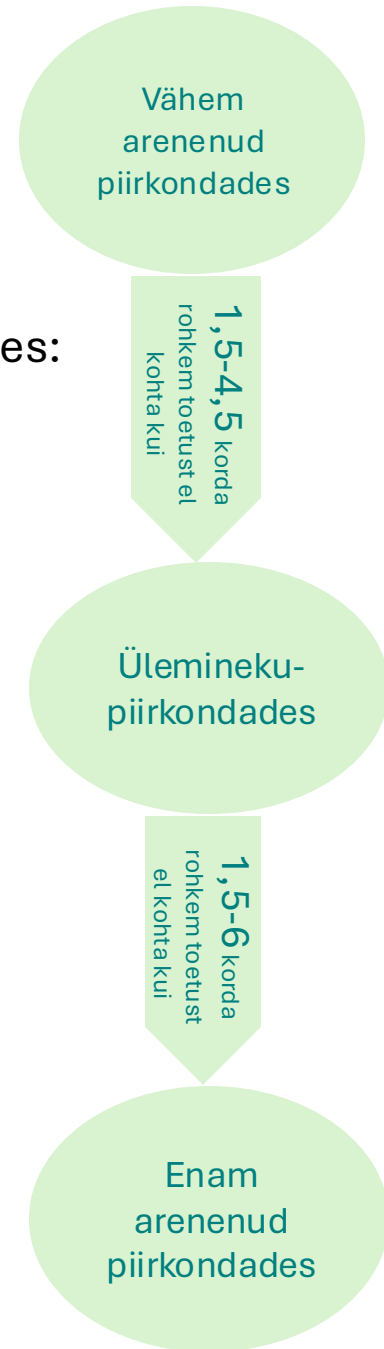 Vähem
arenenud
piirkondades
es:
1,5-4,5 korda
rohkem toetust el
kohta kui
Ülemineku-
piirkondades
1,5-6 korda
rohkem toetust
el kohta kui
Enam
arenenud
piirkondades